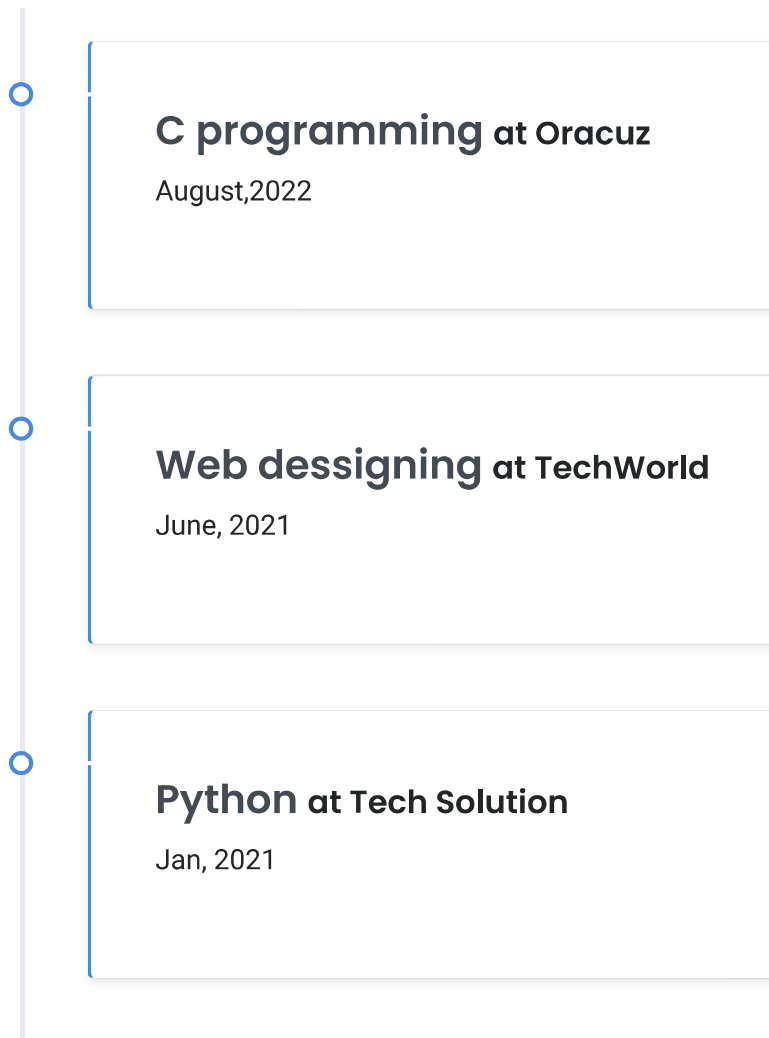 C programming at Oracuz
August,2022
Web dessigning at TechWorld
June, 2021
Python at Tech Solution
Jan, 2021